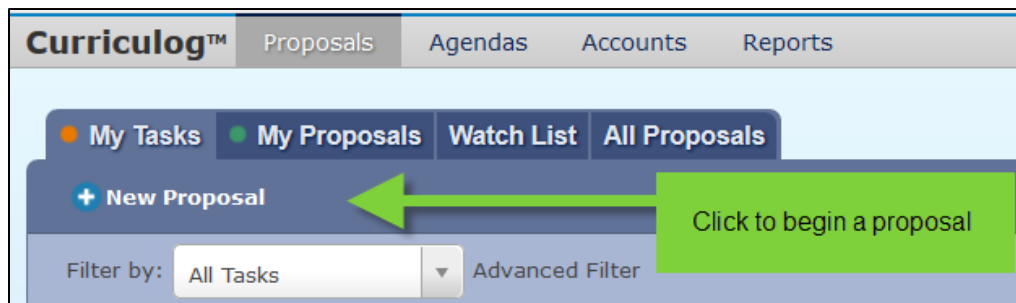 Curriculog™ Proposals Agendas Accounts Reports
My Tasks My Proposals Watch List All Proposals
New Proposal
Click to begin a proposal
Filter by: All Tasks Advanced Filter